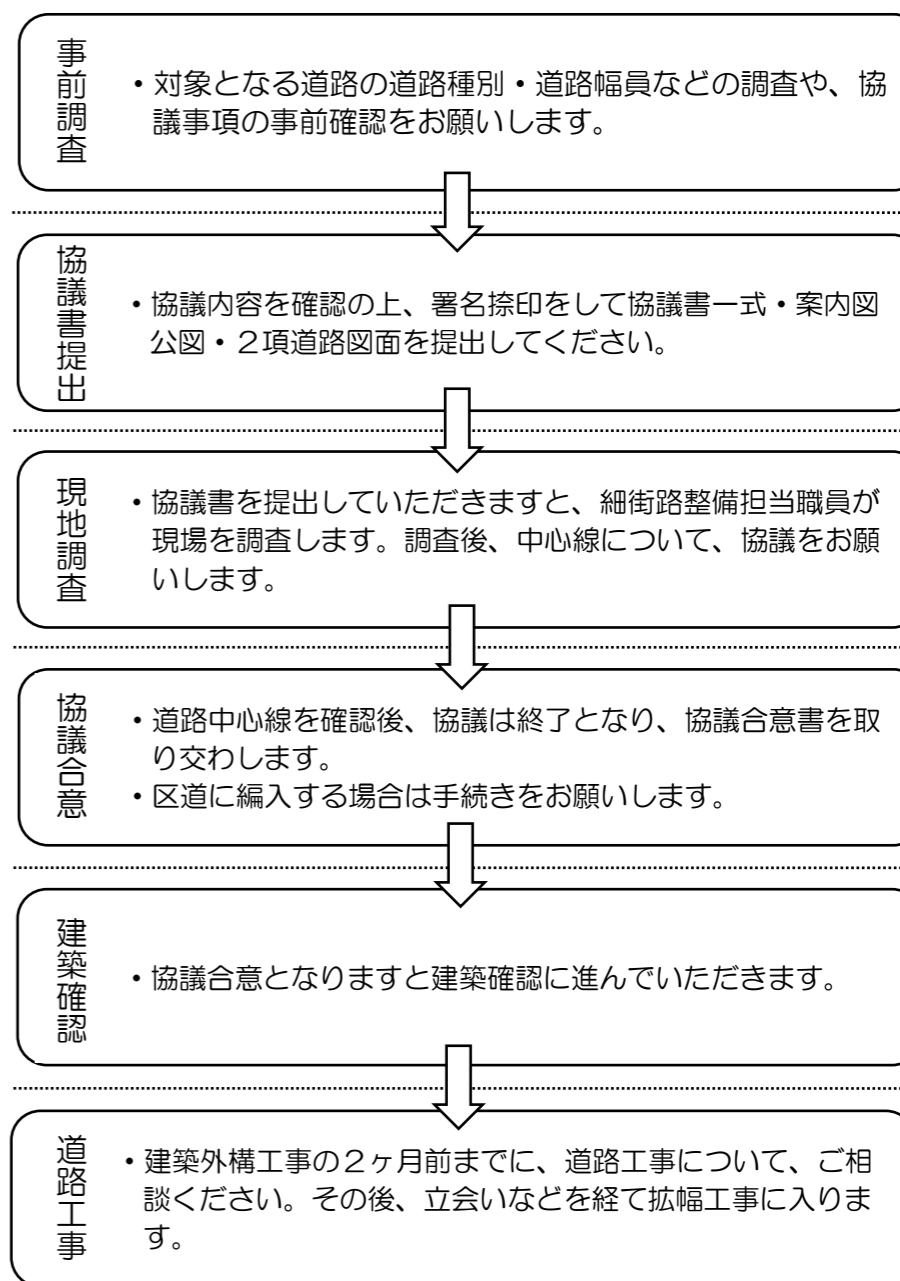 事前調査
・対象となる道路の道路種別・道路幅員などの調査や、協
議事項の事前確認をお願いします。
協議書提出
・協議内容を確認の上、署名捺印をして協議書一式・案内図
公図・２項道路図面を提出してください。
現地調査
・協議書を提出していただきますと、細街路整備担当職員が
現場を調査します。調査後、中心線について、協議をお願
いします。
協議合意
・道路中心線を確認後、協議は終了となり、協議合意書を取
り交わします。
・区道に編入する場合は手続きをお願いします。
建築確認
・協議合意となりますと建築確認に進んでいただきます。
道路工事
・建築外構工事の２ヶ月前までに、道路工事について、ご相
談ください。その後、立会いなどを経て拡幅工事に入りま
す。